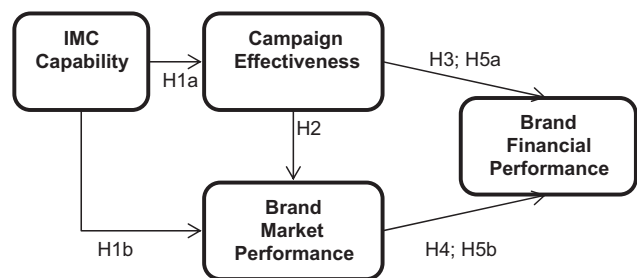 IMC
Capability
H1a
Campaign
Effectiveness
H3; H5a
H2
Brand
Financial
Performance
Brand
Market
Performance
H1b
H4; H5b